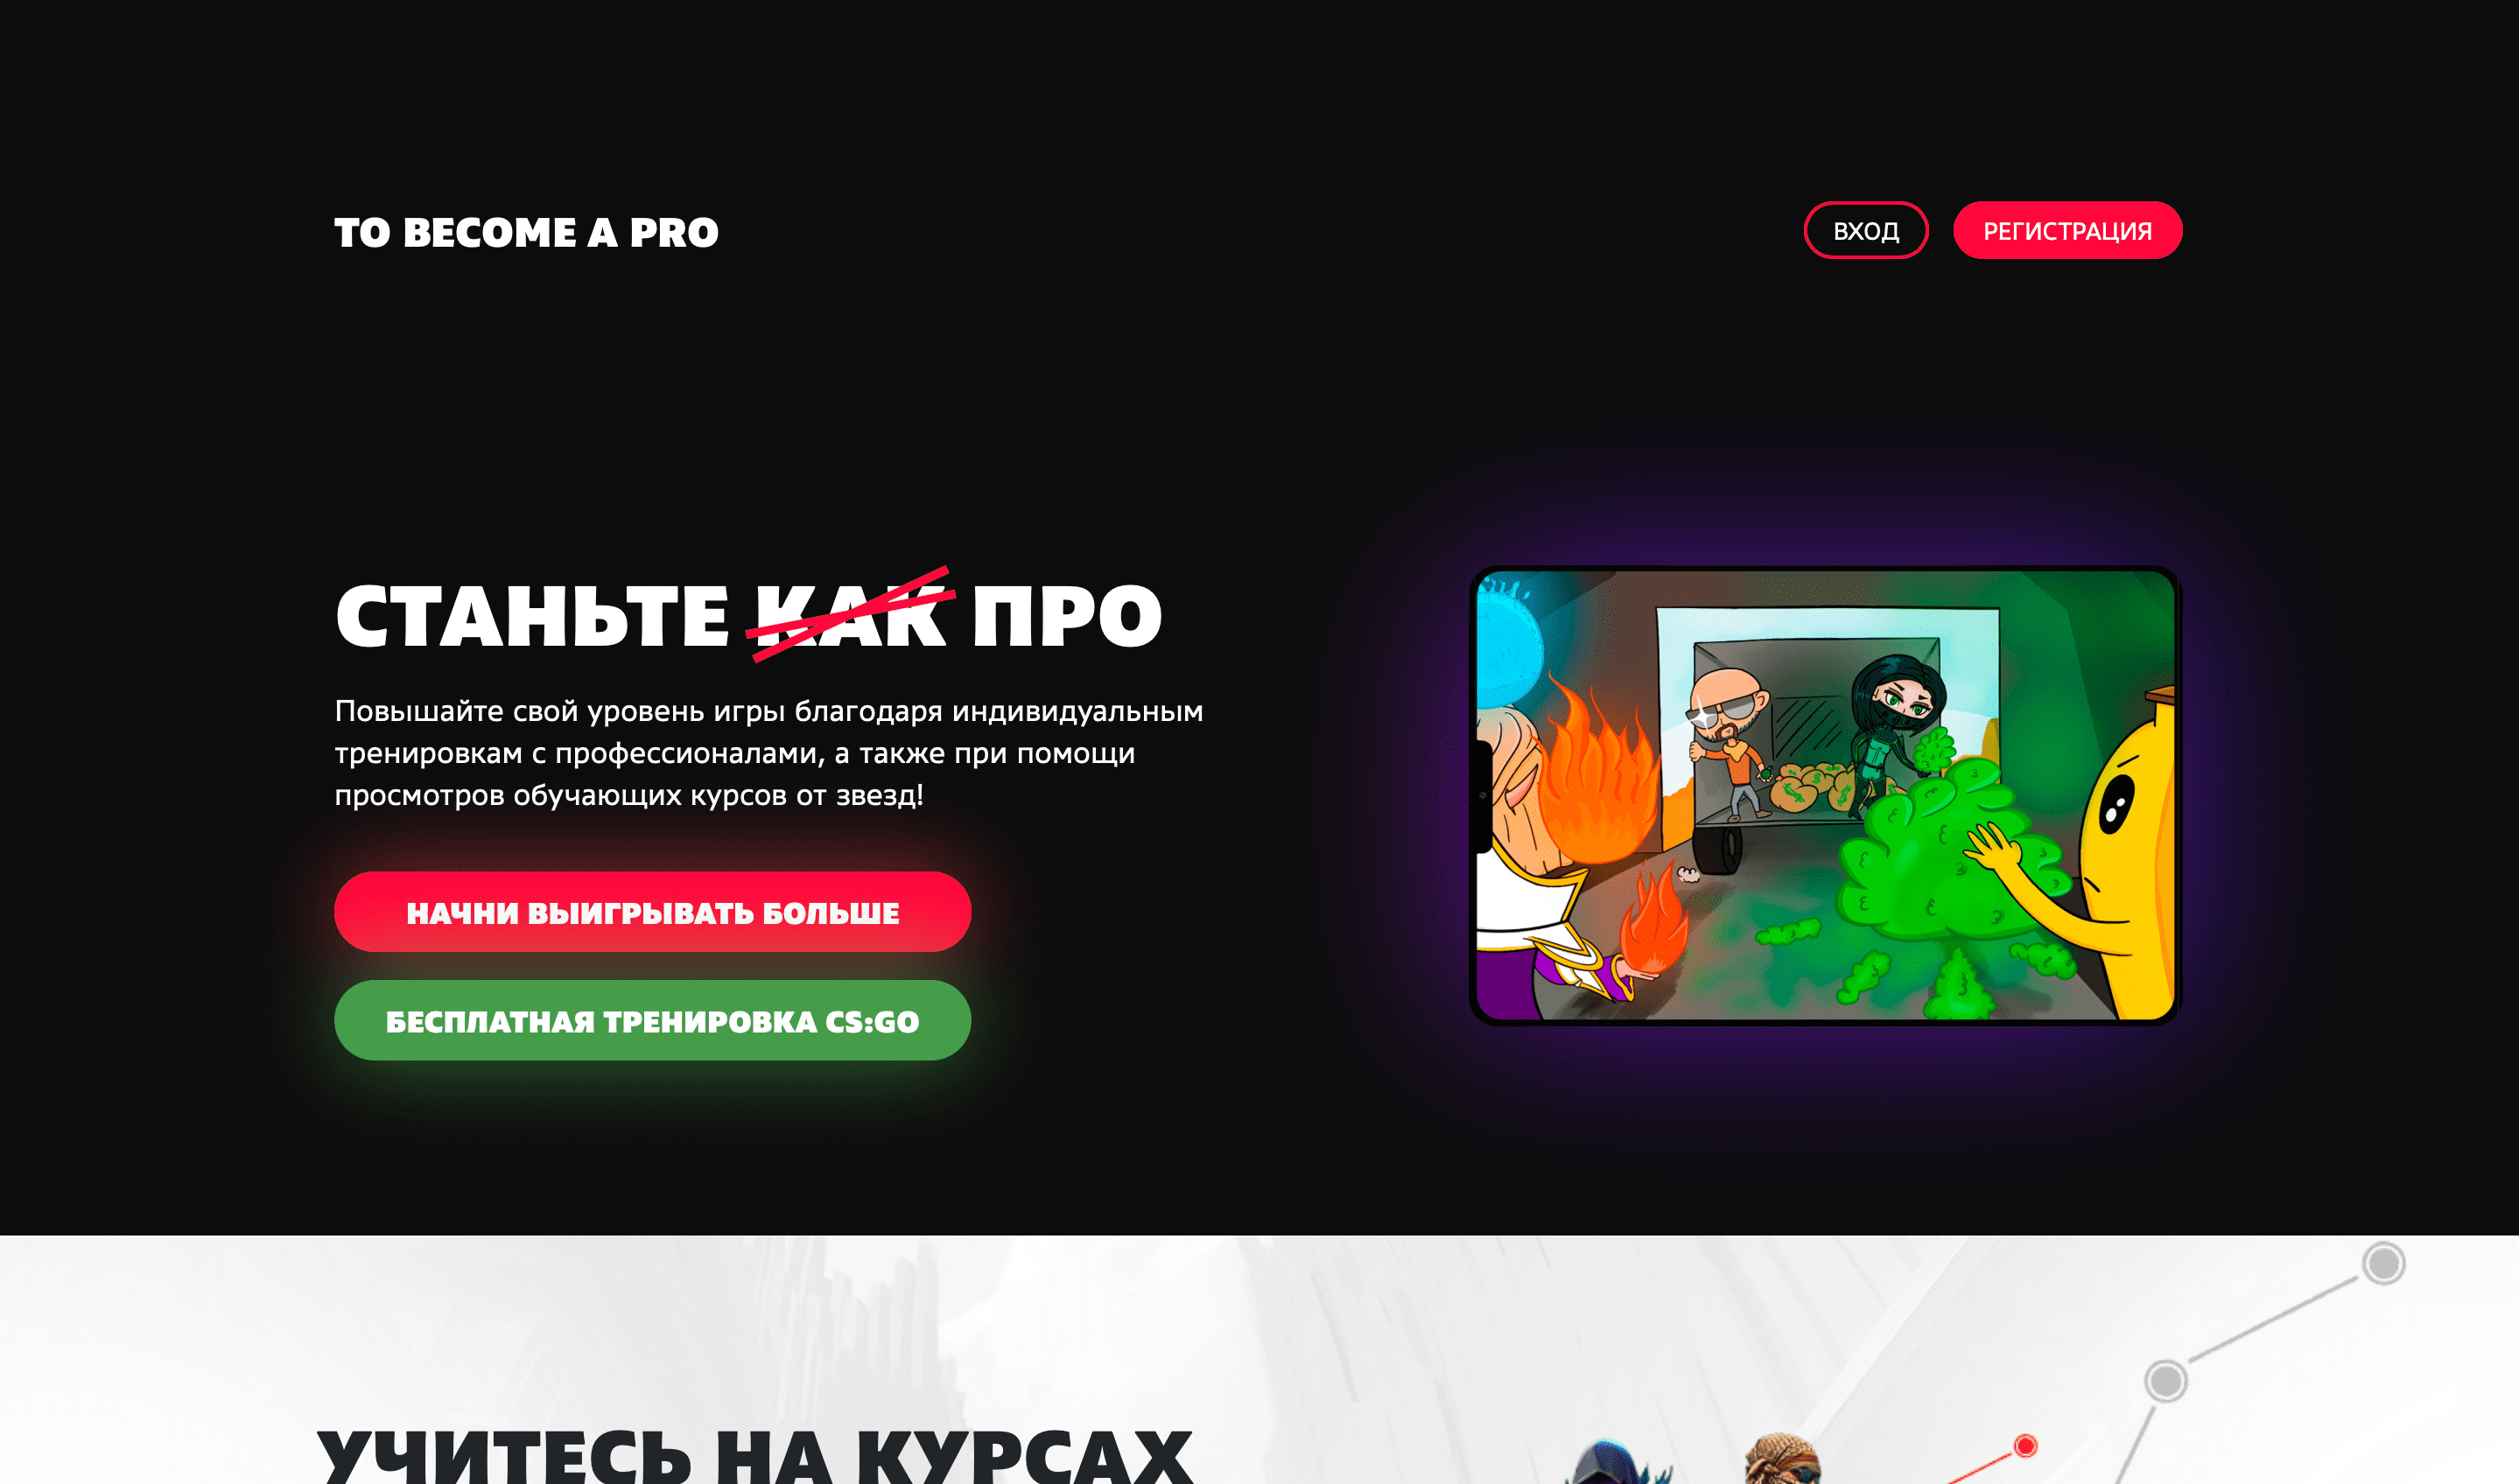 TO BECOME A PRO
ВХОД
РЕГИСТРАЦИЯ
СТАНЬТЕ КАК ПРО
Повышайте свой уровень игры благодаря индивидуальным
тренировкам с профессионалами, а также при помощи
просмотров обучающих курсов от звезд!
НАЧНИ ВЫИГРЫВАТЬ БОЛЬШЕ
БЕСПЛАТНАЯ ТРЕНИРОВКА CS:GO
УЧИТЕСЬ НА КУРСАХ